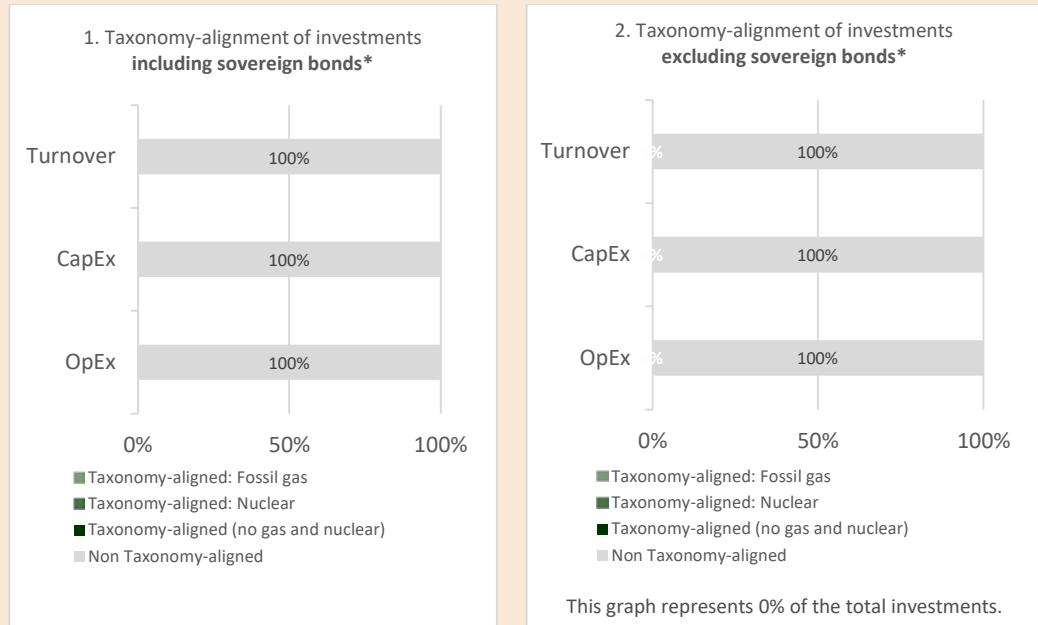 1. Taxonomy-alignment of investments
including sovereign bonds*
Turnover
100%
CapEx
100%
OpEx
100%
0% 50% 100%
Taxonomy-aligned: Fossil gas
Taxonomy-aligned: Nuclear
Taxonomy-aligned (no gas and nuclear)
Non Taxonomy-aligned
2. Taxonomy-alignment of investments
excluding sovereign bonds*
Turnover
% 100%
CapEx
% 100%
OpEx
% 100%
0% 50% 100%
Taxonomy-aligned: Fossil gas
Taxonomy-aligned: Nuclear
Taxonomy-aligned (no gas and nuclear)
Non Taxonomy-aligned
This graph represents 0% of the total investments.